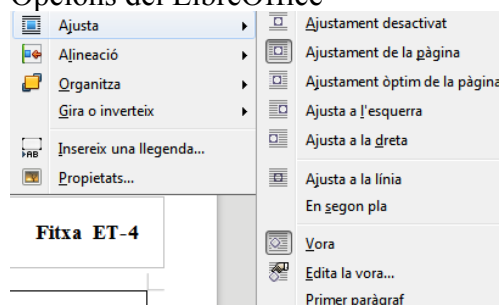 Opcions del LibreOffice
Ajusta
Alineació
Organitza
Gira o inverteix
Insereix una llegenda...
Propietats...
Ajustament desactivat
Ajustament de la pàgina
Ajustament òptim de la pàgina
Ajusta a l'esquerra
Ajusta a la dreta
Ajusta a la línia
En segon pla
Vora
Edita la vora...
Primer paràgraf
Fitxa ET-4